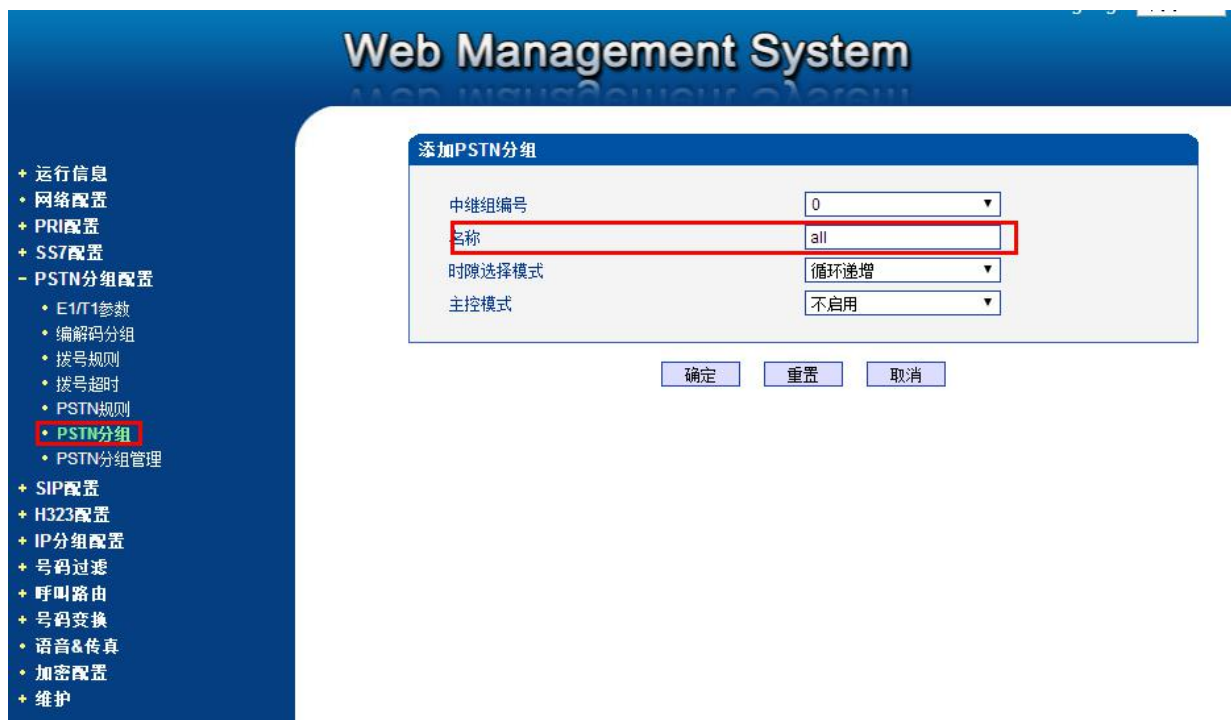 Web Management System
+ 运行信息
• 网络配置
+ PRI配置
+ SS7配置
- PSTN分组配置
• E1/T1参数
• 编解码分组
• 拨号规则
• 拨号超时
• PSTN规则
• PSTN分组
• PSTN分组管理
+ SIP配置
+ H323配置
+ IP分组配置
+ 号码过滤
+ 呼叫路由
+ 号码变换
• 语音&传真
• 加密配置
+ 维护
添加PSTN分组
中继组编号 0
名称 all
时隙选择模式 循环递增
主控模式 不启用
确定 重置 取消